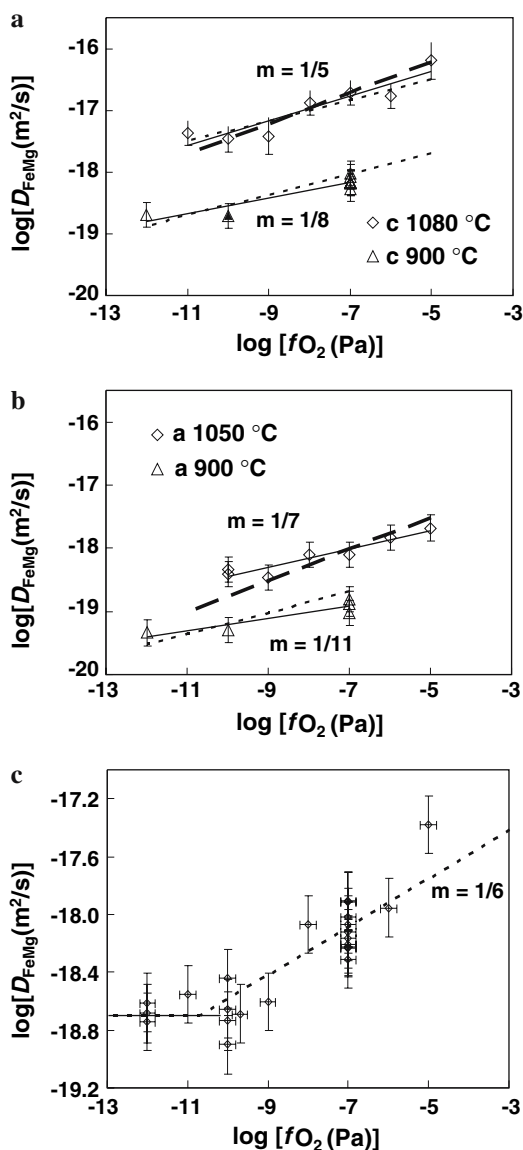 a
-16
-17
-18
-19
-20
log[DFeMg(m²/s)]
m = 1/5
m = 1/8
c 1080 °C
c 900 °C
-13 -11 -9 -7 -5 -3
log [fO₂ (Pa)]
b
-16
-17
-18
-19
-20
log[DFeMg(m²/s)]
a 1050 °C
a 900 °C
m = 1/7
m = 1/11
-13 -11 -9 -7 -5 -3
log [fO₂ (Pa)]
c
-17.2
-17.6
-18.0
-18.4
-18.8
-19.2
log[DFeMg(m²/s)]
m = 1/6
-13 -11 -9 -7 -5 -3
log [fO₂ (Pa)]